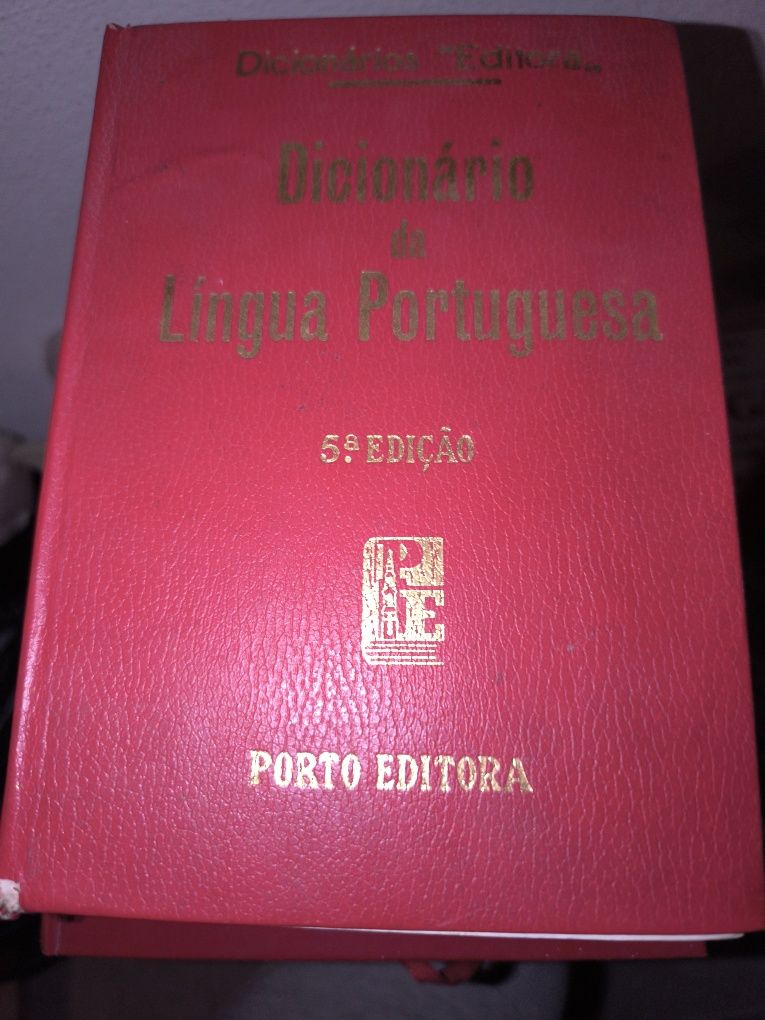 Dicionários "Editora"
Dicionário
da
Língua Portuguesa
5.ª EDIÇÃO
PE
PORTO EDITORA